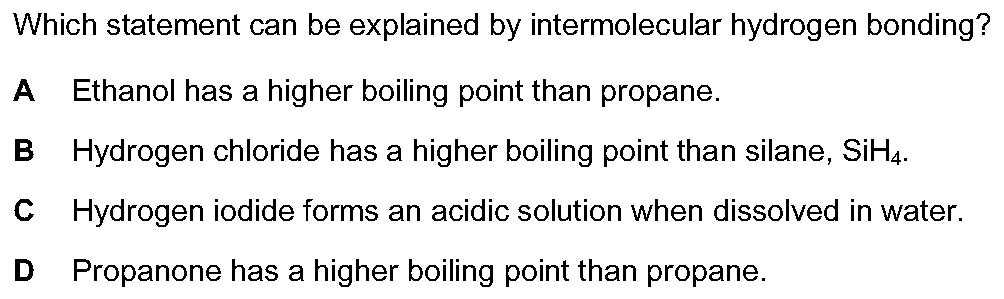 Which statement can be explained by intermolecular hydrogen bonding?
A Ethanol has a higher boiling point than propane.
B Hydrogen chloride has a higher boiling point than silane, SiH₄.
C Hydrogen iodide forms an acidic solution when dissolved in water.
D Propanone has a higher boiling point than propane.